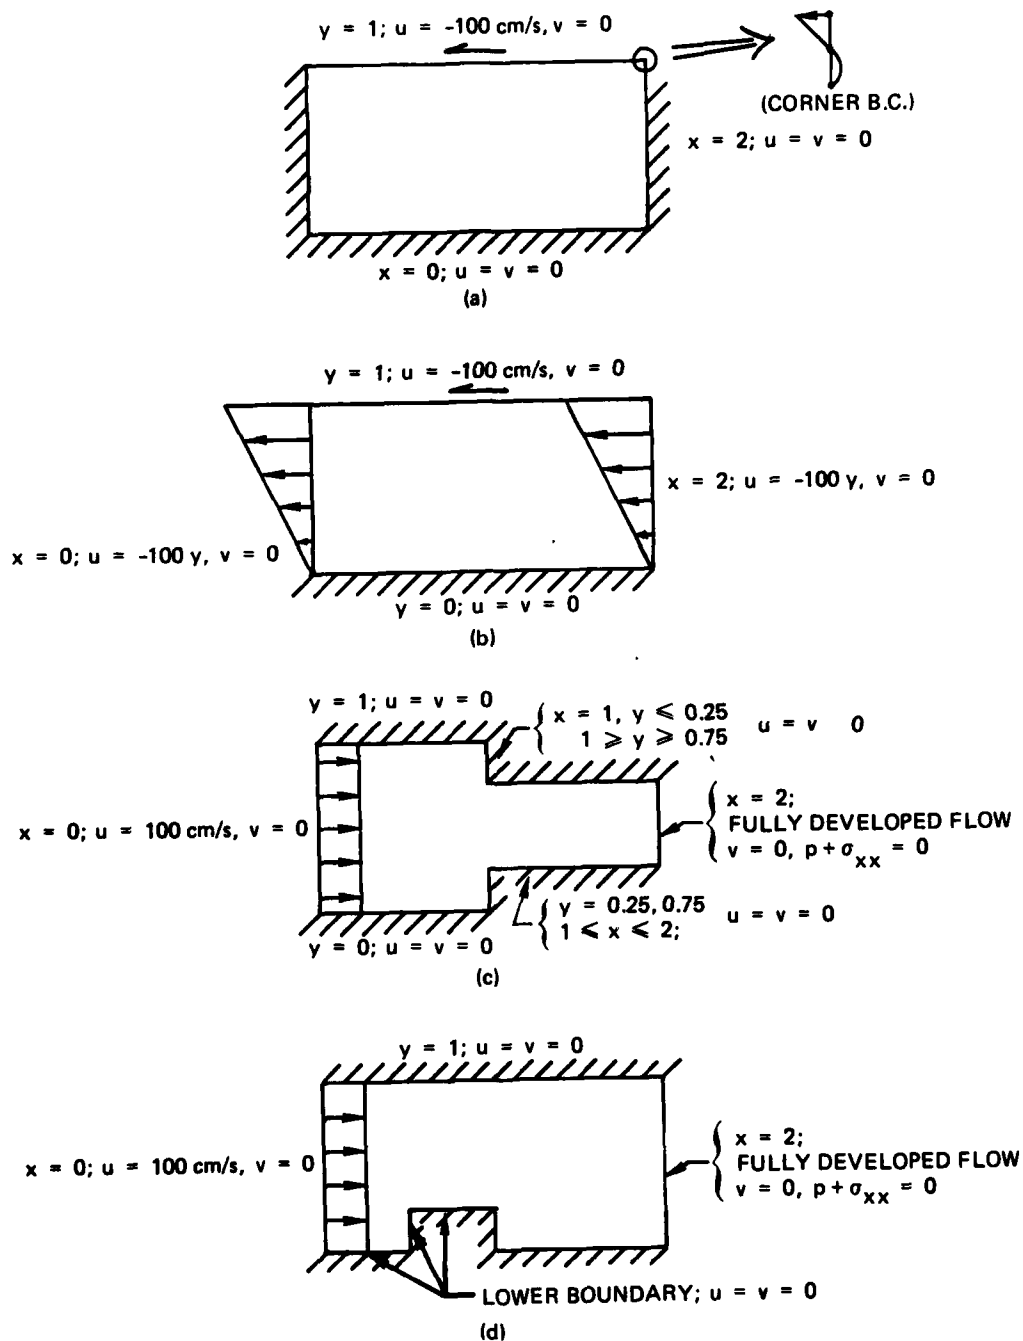 y = 1; u = -100 cm/s, v = 0
(CORNER B.C.)
x = 2; u = v = 0
x = 0; u = v = 0
(a)
y = 1; u = -100 cm/s, v = 0
x = 2; u = -100 y, v = 0
x = 0; u = -100 y, v = 0
y = 0; u = v = 0
(b)
y = 1; u = v = 0
x = 1, y ⩽ 0.25
1 ⩾ y ⩾ 0.75
u = v 0
x = 0; u = 100 cm/s, v = 0
x = 2;
FULLY DEVELOPED FLOW
v = 0, p + σxx = 0
y = 0.25, 0.75
1 ⩽ x ⩽ 2;
u = v = 0
y = 0; u = v = 0
(c)
y = 1; u = v = 0
x = 0; u = 100 cm/s, v = 0
x = 2;
FULLY DEVELOPED FLOW
v = 0, p + σxx = 0
LOWER BOUNDARY; u = v = 0
(d)